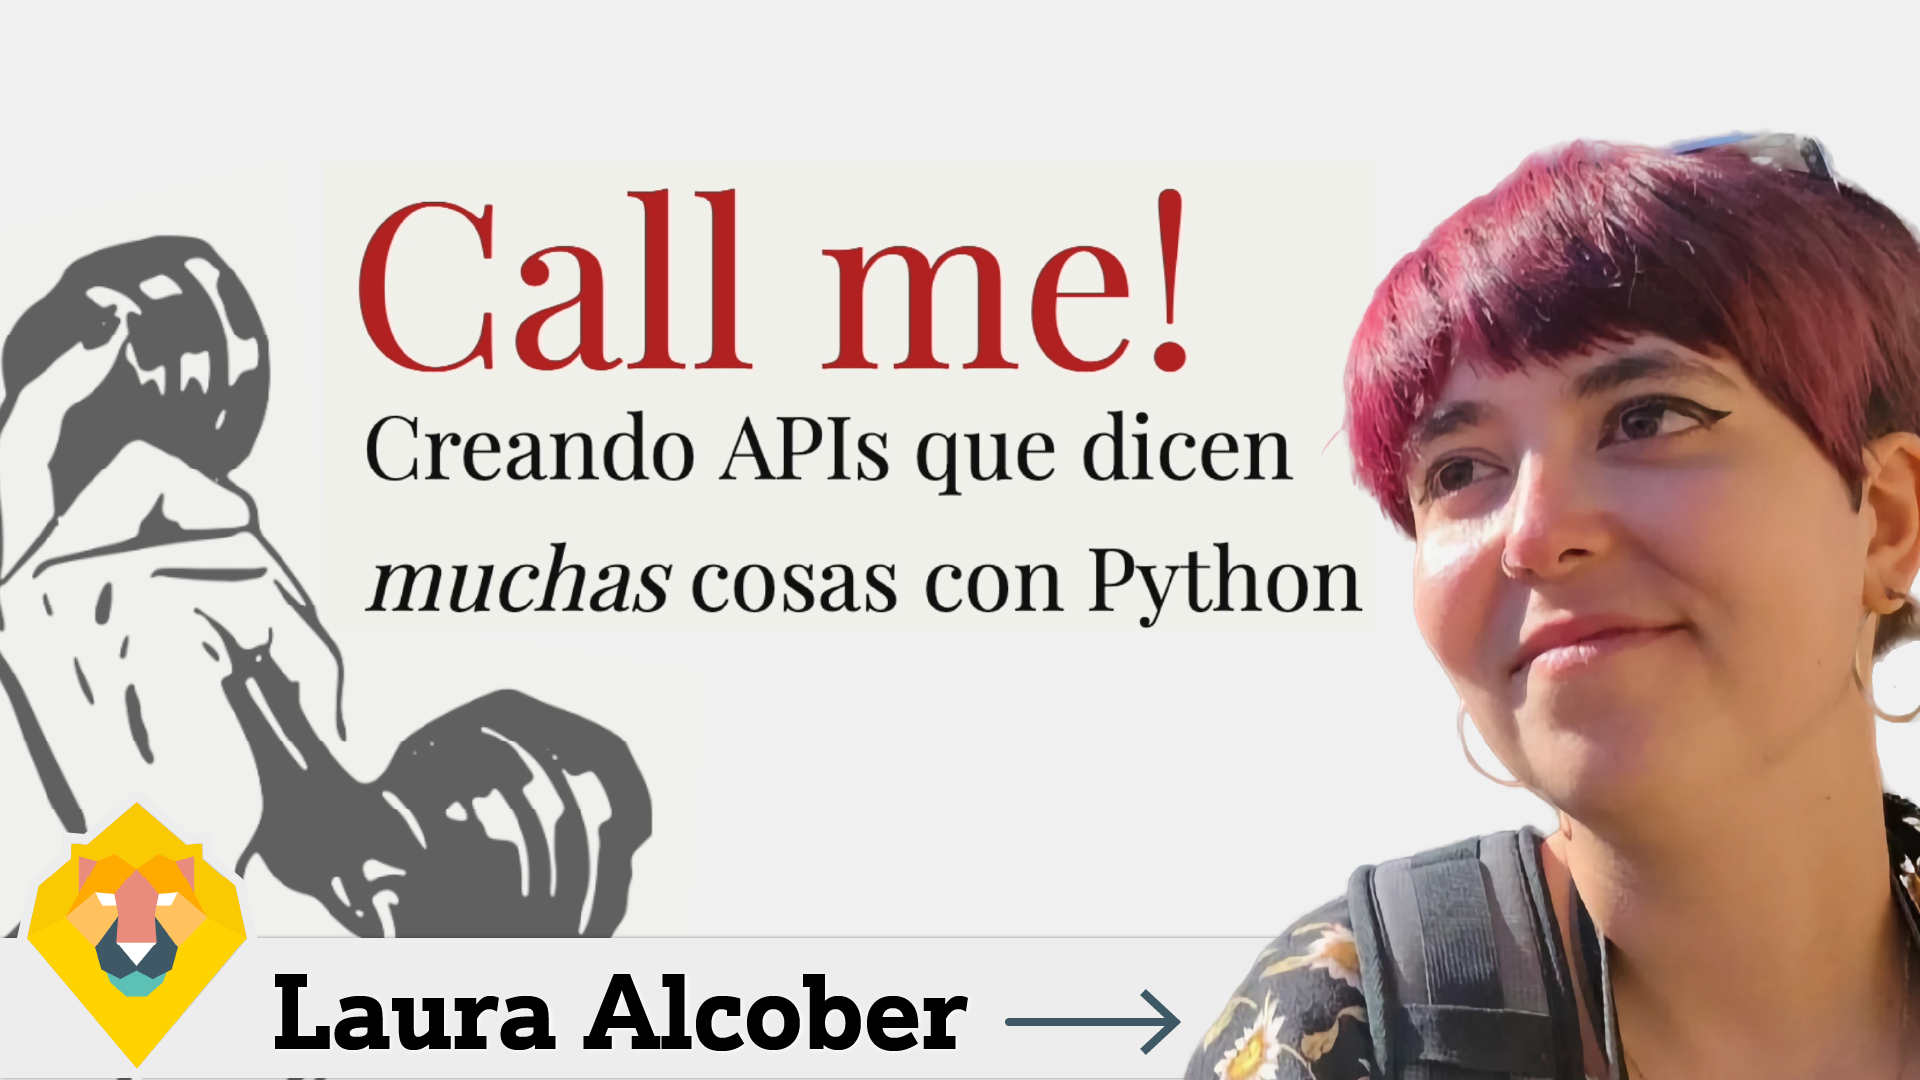 Call me!
Creando APIs que dicen
muchas cosas con Python
Laura Alcober